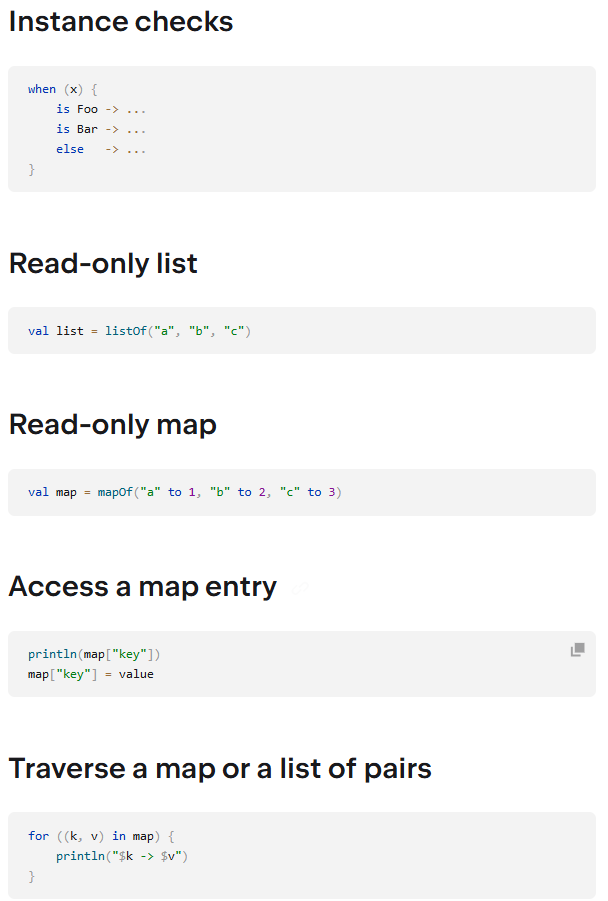 Instance checks
when (x) {
    is Foo -> ...
    is Bar -> ...
    else   -> ...
}
Read-only list
val list = listOf("a", "b", "c")
Read-only map
val map = mapOf("a" to 1, "b" to 2, "c" to 3)
Access a map entry
println(map["key"])
map["key"] = value
Traverse a map or a list of pairs
for ((k, v) in map) {
    println("$k -> $v")
}